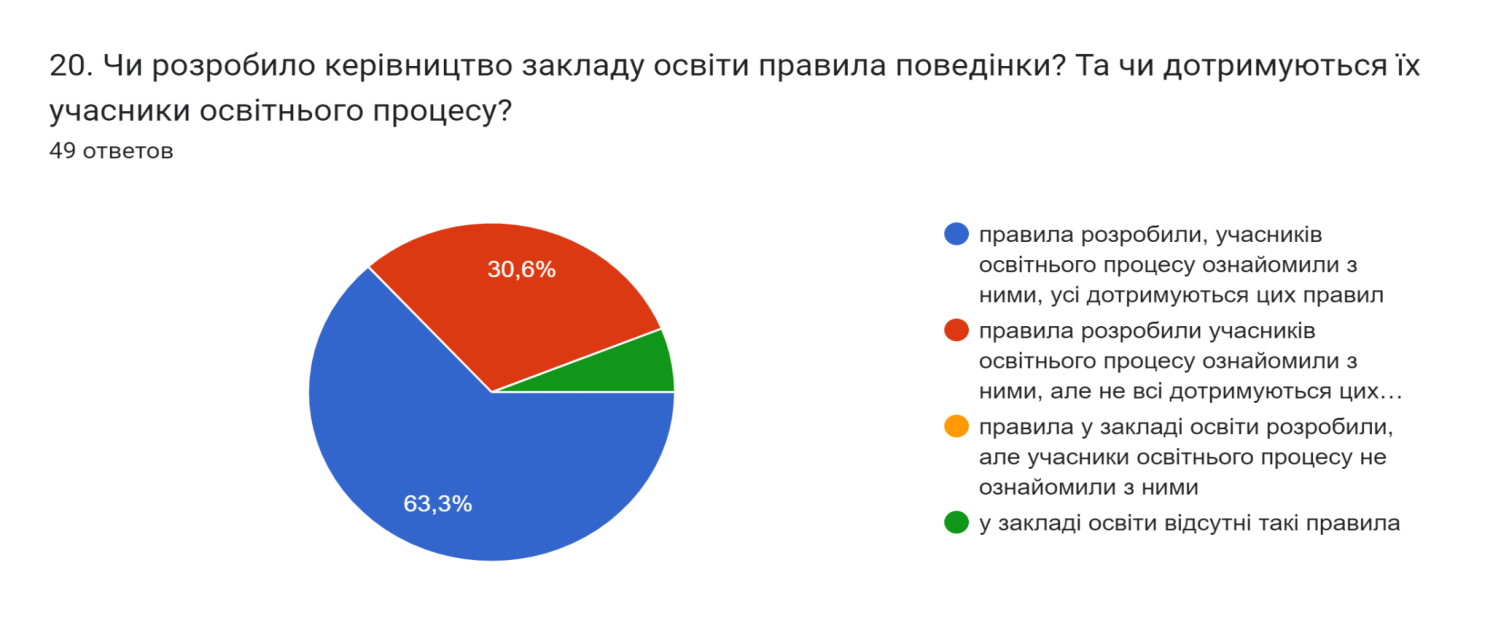 20. Чи розробило керівництво закладу освіти правила поведінки? Та чи дотримуються їх
учасники освітнього процесу?
49 ответов
30,6%
63,3%
правила розробили, учасників
освітнього процесу ознайомили з
ними, усі дотримуються цих правил
правила розробили учасників
освітнього процесу ознайомили з
ними, але не всі дотримуються цих…
правила у закладі освіти розробили,
але учасники освітнього процесу не
ознайомили з ними
у закладі освіти відсутні такі правила